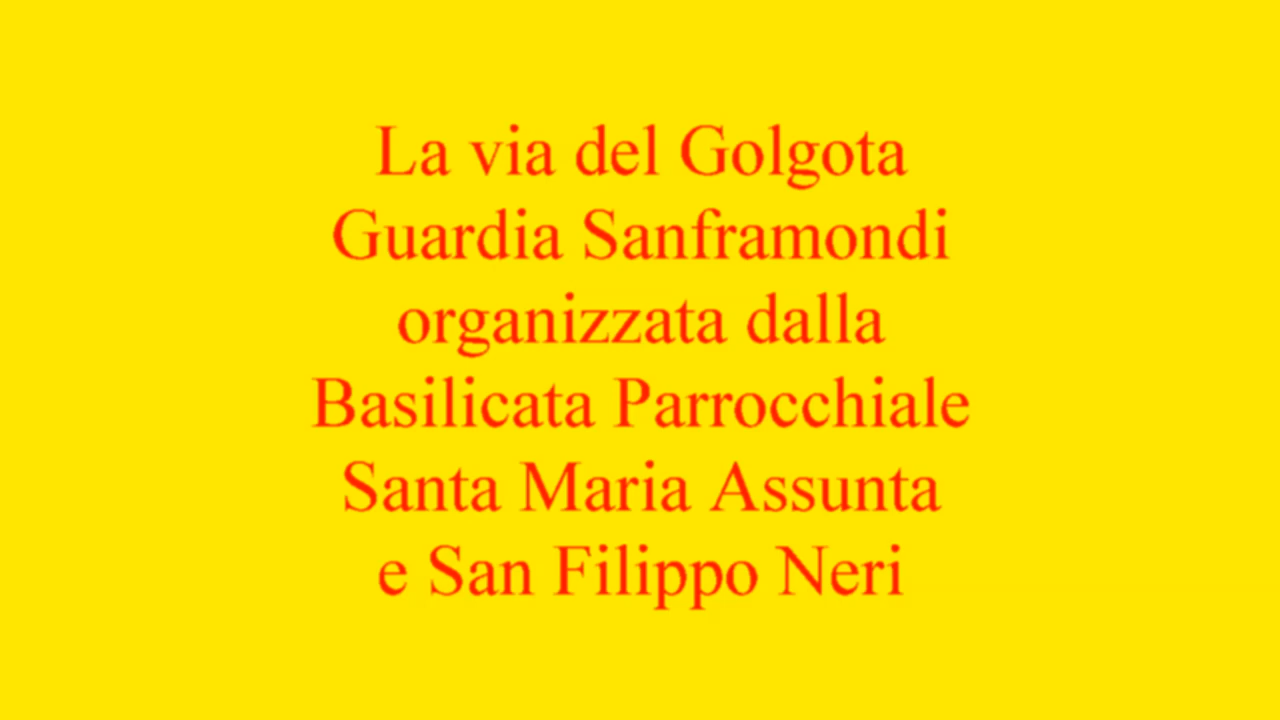 La via del Golgota
Guardia Sanframondi
organizzata dalla
Basilicata Parrocchiale
Santa Maria Assunta
e San Filippo Neri